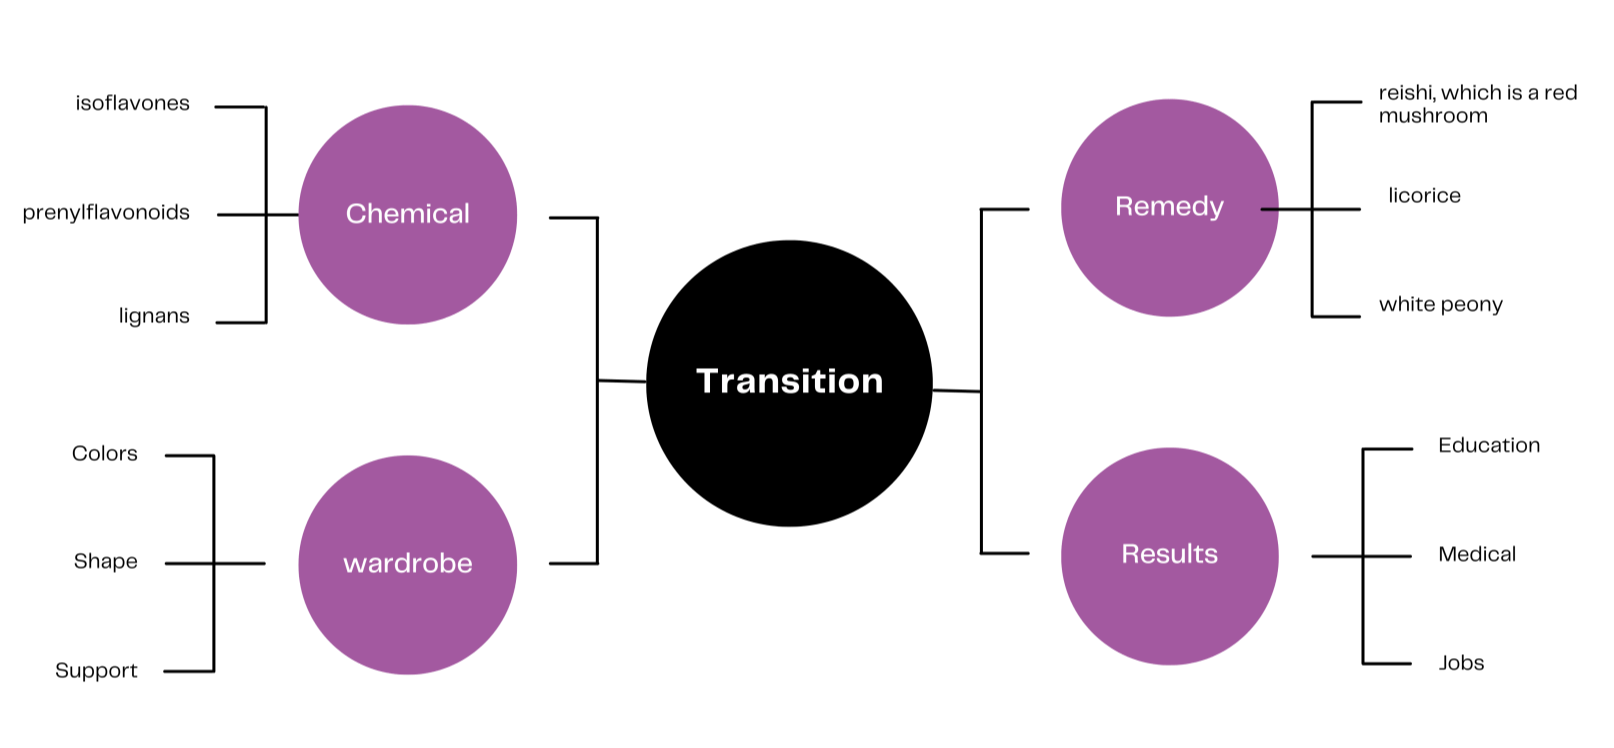 isoflavones
prenylflavonoids
lignans
Chemical
Colors
Shape
Support
wardrobe
Transition
Remedy
reishi, which is a red
mushroom
licorice
white peony
Results
Education
Medical
Jobs